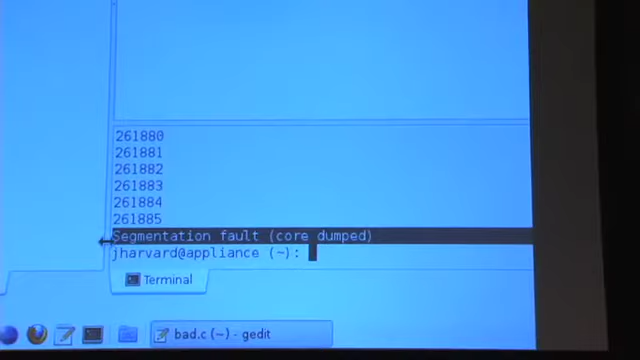 261880
261881
261882
261883
261884
261885
Segmentation fault (core dumped)
jharvard@appliance (~):
Terminal
bad.c (~) - gedit